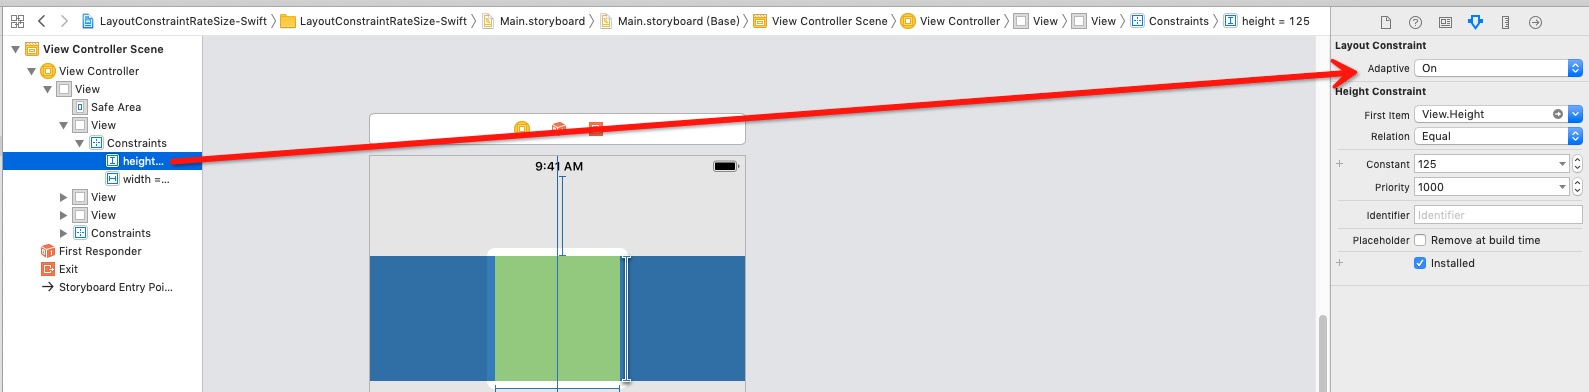 LayoutConstraintRateSize-Swift LayoutConstraintRateSize-Swift Main.storyboard Main.storyboard (Base) View Controller Scene View Controller View View Constraints height = 125
View Controller Scene
View Controller
View
Safe Area
View
Constraints
height...
width =...
View
View
Constraints
First Responder
Exit
Storyboard Entry Poi...
9:41 AM
Layout Constraint
Adaptive On
Height Constraint
First Item View.Height
Relation Equal
Constant 125
Priority 1000
Identifier Identifier
Placeholder Remove at build time
Installed